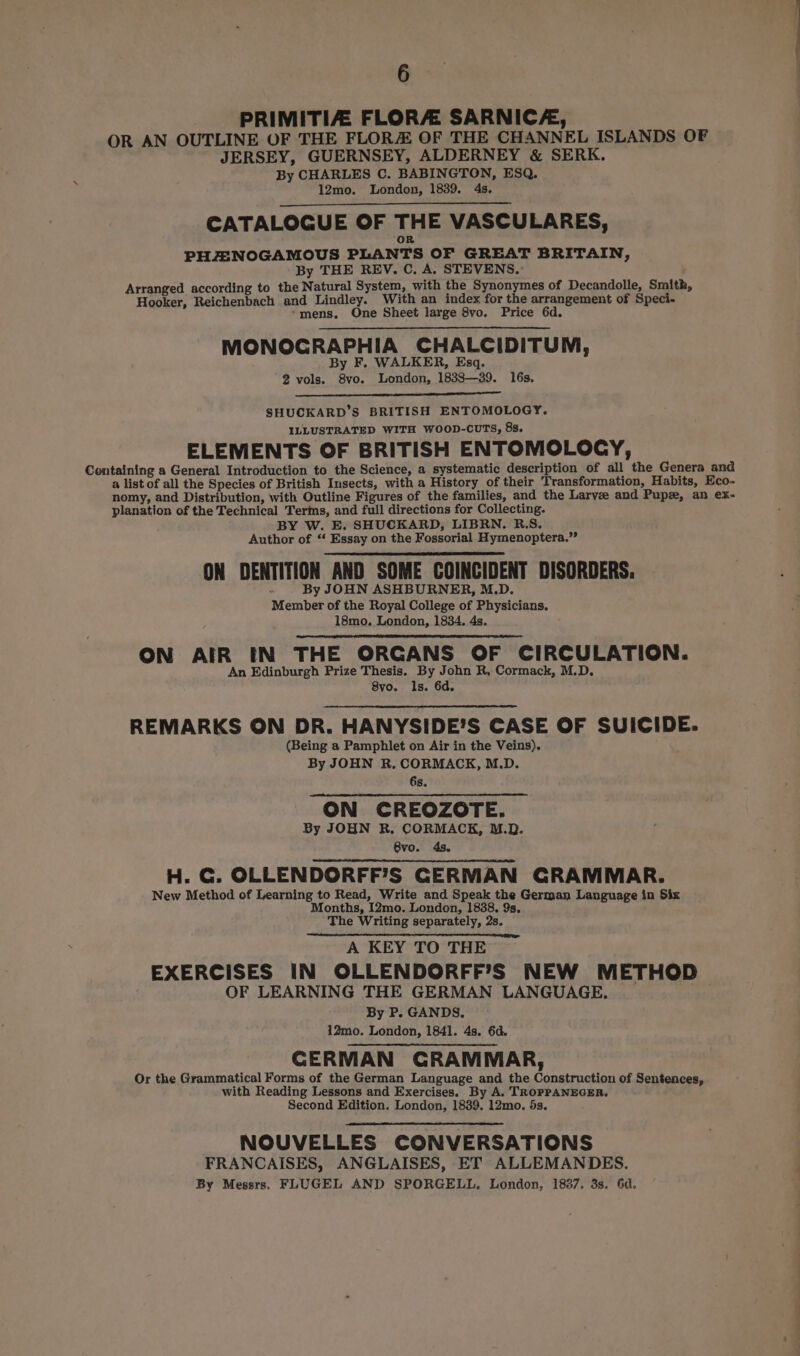 6
PRIMITIÆ FLORÆ SARNICÆ,
OR AN OUTLINE OF THE FLORÆ OF THE CHANNEL ISLANDS OF
JERSEY, GUERNSEY, ALDERNEY & SERK.
By CHARLES C. BABINGTON, ESQ.
12mo. London, 1839. 4s.
CATALOGUE OF THE VASCULARES,
OR
PHÆNOGAMOUS PLANTS OF GREAT BRITAIN,
By THE REV. C. A. STEVENS.
Arranged according to the Natural System, with the Synonymes of Decandolle, Smith,
Hooker, Reichenbach and Lindley. With an index for the arrangement of Speci-
mens. One Sheet large 8vo. Price 6d.
MONOGRAPHIA CHALCIDITUM,
By F. WALKER, Esq.
2 vols. 8vo. London, 1838—39. 16s.
SHUCKARD'S BRITISH ENTOMOLOGY.
ILLUSTRATED WITH WOOD-CUTS, 8s.
ELEMENTS OF BRITISH ENTOMOLOGY,
Containing a General Introduction to the Science, a systematic description of all the Genera and
a list of all the Species of British Insects, with a History of their Transformation, Habits, Eco-
nomy, and Distribution, with Outline Figures of the families, and the Larvæ and Pupæ, an ex-
planation of the Technical Terms, and full directions for Collecting.
BY W. E. SHUCKARD, LIBRN. R.S.
Author of “ Essay on the Fossorial Hymenoptera.”
ON DENTITION AND SOME COINCIDENT DISORDERS.
By JOHN ASHBURNER, M.D.
Member of the Royal College of Physicians.
18mo. London, 1834. 4s.
ON AIR IN THE ORGANS OF CIRCULATION.
An Edinburgh Prize Thesis. By John R. Cormack, M.D.
8vo. 1s. 6d.
REMARKS ON DR. HANYSIDE'S CASE OF SUICIDE.
(Being a Pamphlet on Air in the Veins).
By JOHN R. CORMACK, M.D.
6s.
ON CREOZOTE.
By JOHN R. CORMACK, M.D.
8vo. 4s.
H. G. OLLENDORFF'S GERMAN GRAMMAR.
New Method of Learning to Read, Write and Speak the German Language in Six
Months, 12mo. London, 1838. 9s.
The Writing separately, 2s.
A KEY TO THE
EXERCISES IN OLLENDORFF'S NEW METHOD
OF LEARNING THE GERMAN LANGUAGE.
By P. GANDS.
12mo. London, 1841. 4s. 6d.
GERMAN GRAMMAR,
Or the Grammatical Forms of the German Language and the Construction of Sentences,
with Reading Lessons and Exercises. By A. TROPPANEGER.
Second Edition. London, 1839. 12mo. 5s.
NOUVELLES CONVERSATIONS
FRANCAISES, ANGLAISES, ET ALLEMANDES.
By Messrs. FLUGEL AND SPORGELL. London, 1837. 3s. 6d.